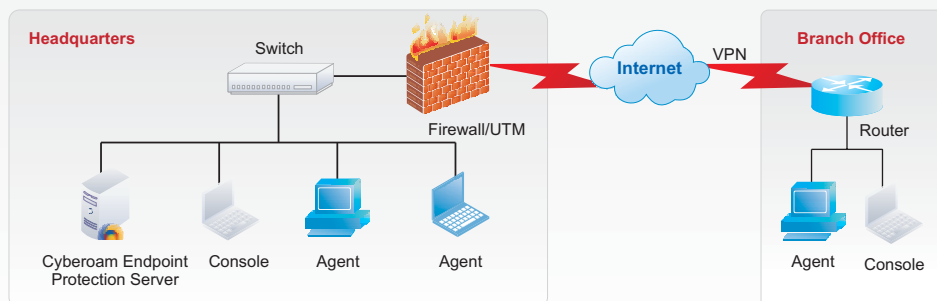 Headquarters
Switch
Firewall/UTM
Cyberoam Endpoint
Protection Server
Console
Agent
Agent
Internet
VPN
Branch Office
Router
Agent
Console